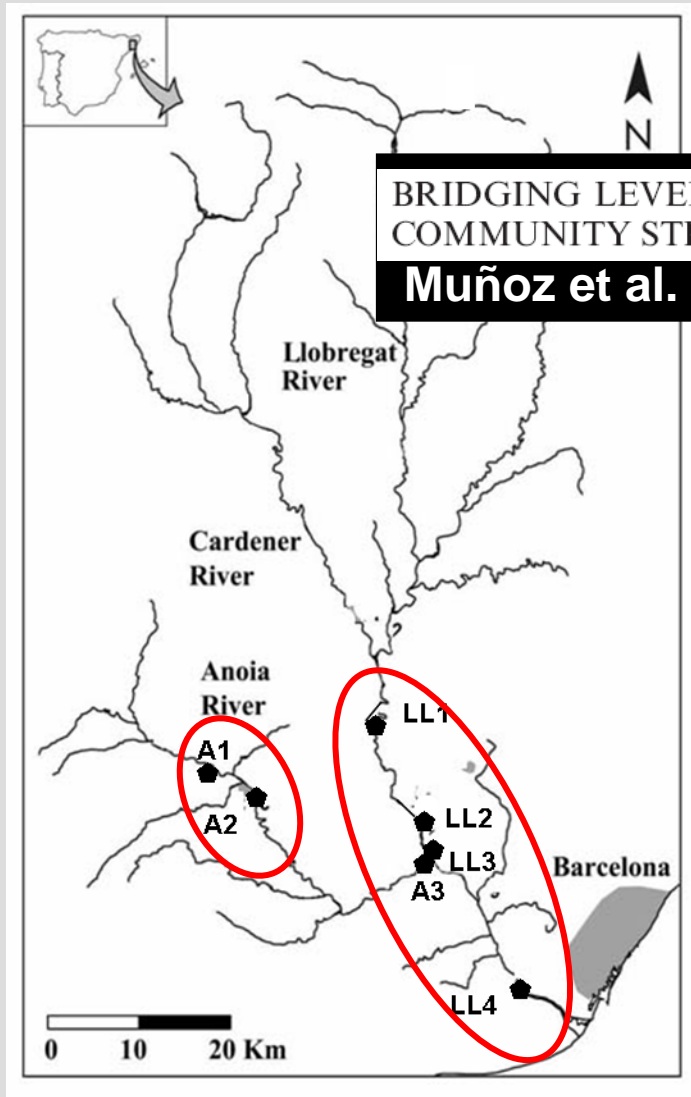 N
BRIDGING LEVE
COMMUNITY STR
Muñoz et al.
Llobregat
River
Cardener
River
Anoia
River
LL1
A1
A2
LL2
LL3
A3
Barcelona
LL4
0 10 20 Km